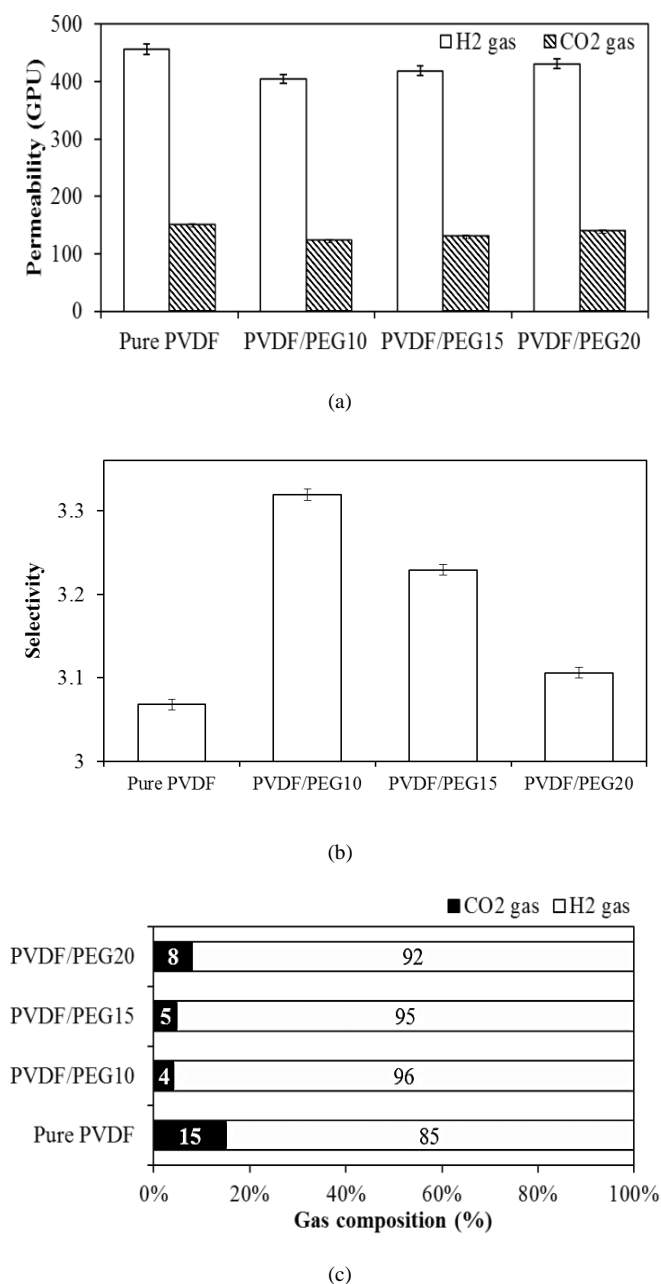 500
H2 gas CO2 gas
400
300
200
100
0
Permeability (GPU)
Pure PVDF PVDF/PEG10 PVDF/PEG15 PVDF/PEG20
(a)
3.3
3.2
3.1
3
Selectivity
Pure PVDF PVDF/PEG10 PVDF/PEG15 PVDF/PEG20
(b)
CO2 gas H2 gas
PVDF/PEG20 8 92
PVDF/PEG15 5 95
PVDF/PEG10 4 96
Pure PVDF 15 85
0% 20% 40% 60% 80% 100%
Gas composition (%)
(c)